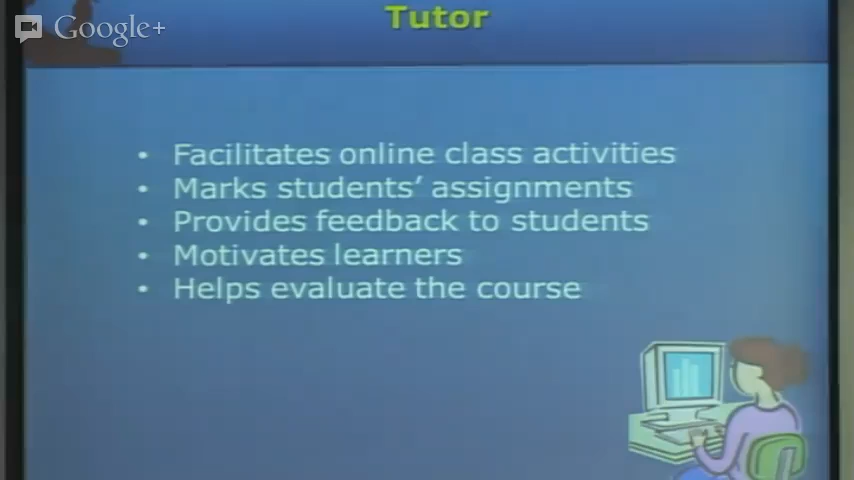 Google+
Tutor
• Facilitates online class activities
• Marks students’ assignments
• Provides feedback to students
• Motivates learners
• Helps evaluate the course